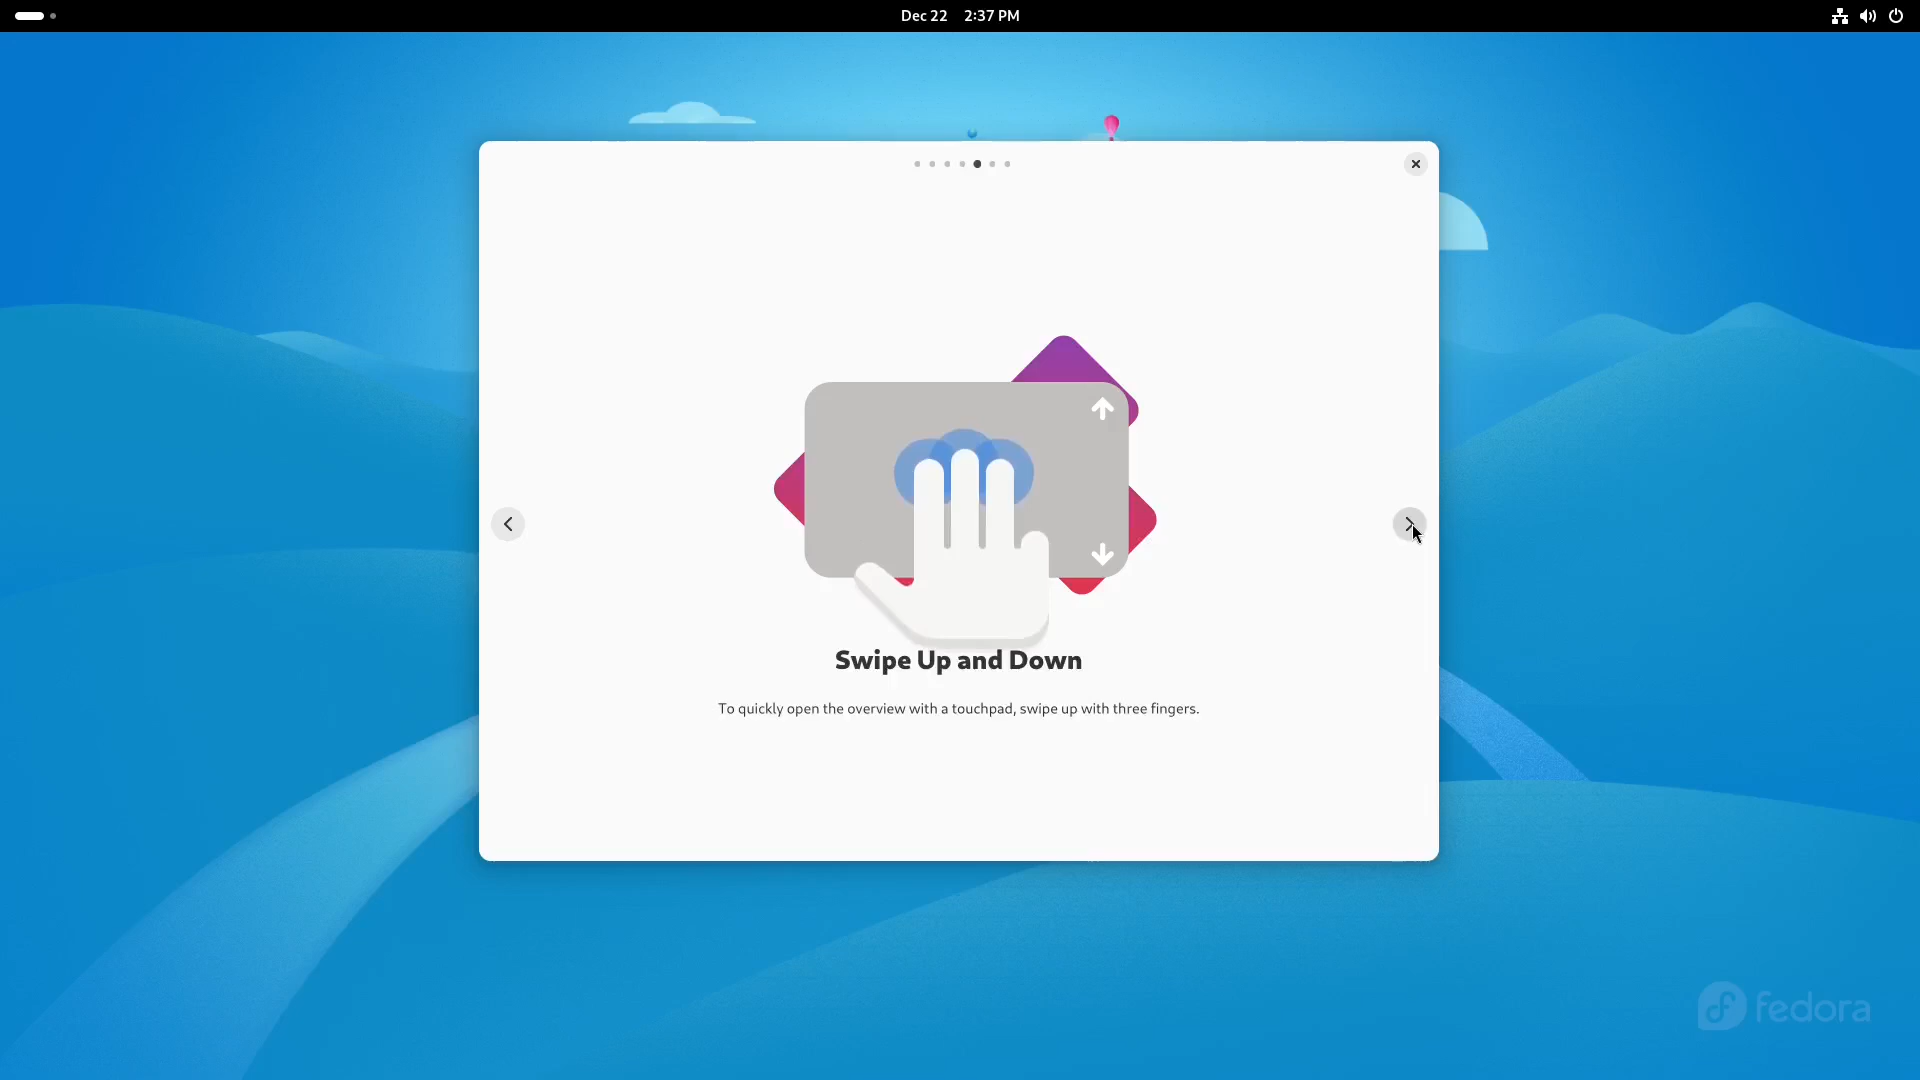 Dec 22 2:37 PM
Swipe Up and Down
To quickly open the overview with a touchpad, swipe up with three fingers.
fedora